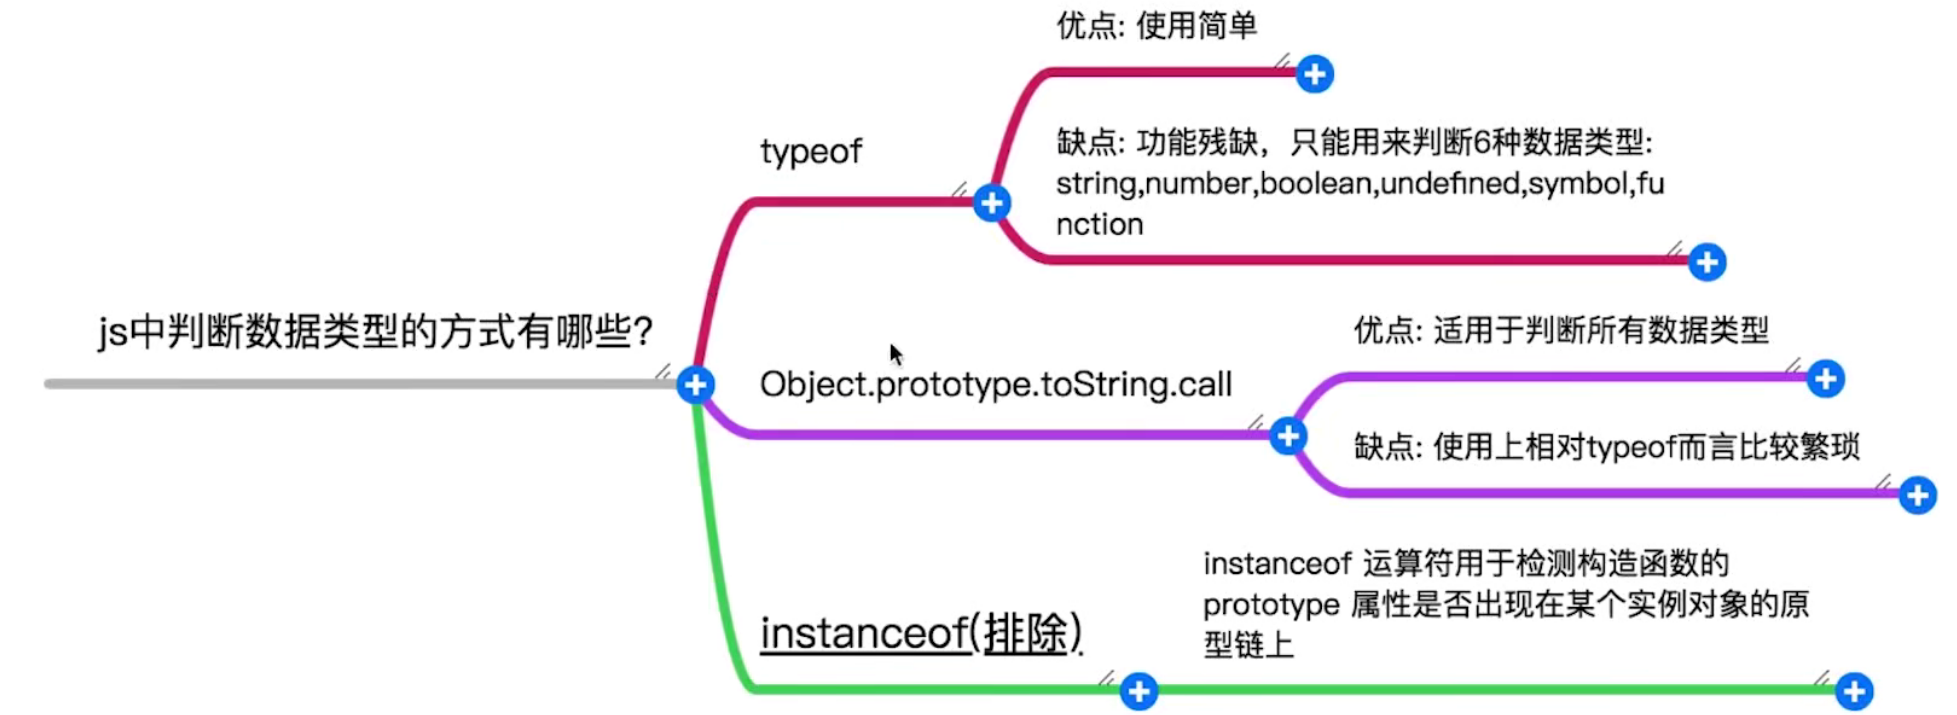 js中判断数据类型的方式有哪些?
typeof
优点: 使用简单
缺点: 功能残缺，只能用来判断6种数据类型:
string,number,boolean,undefined,symbol,fu
nction
Object.prototype.toString.call
优点: 适用于判断所有数据类型
缺点: 使用上相对typeof而言比较繁琐
instanceof(排除)
instanceof 运算符用于检测构造函数的
prototype 属性是否出现在某个实例对象的原
型链上